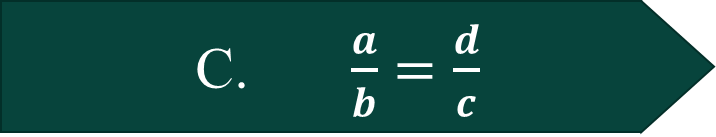 C. a/b = d/c